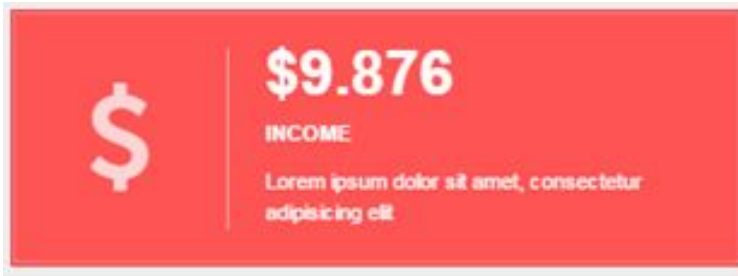 $
$9.876
INCOME
Lorem ipsum dolor sit amet, consectetur
adipisicing elit